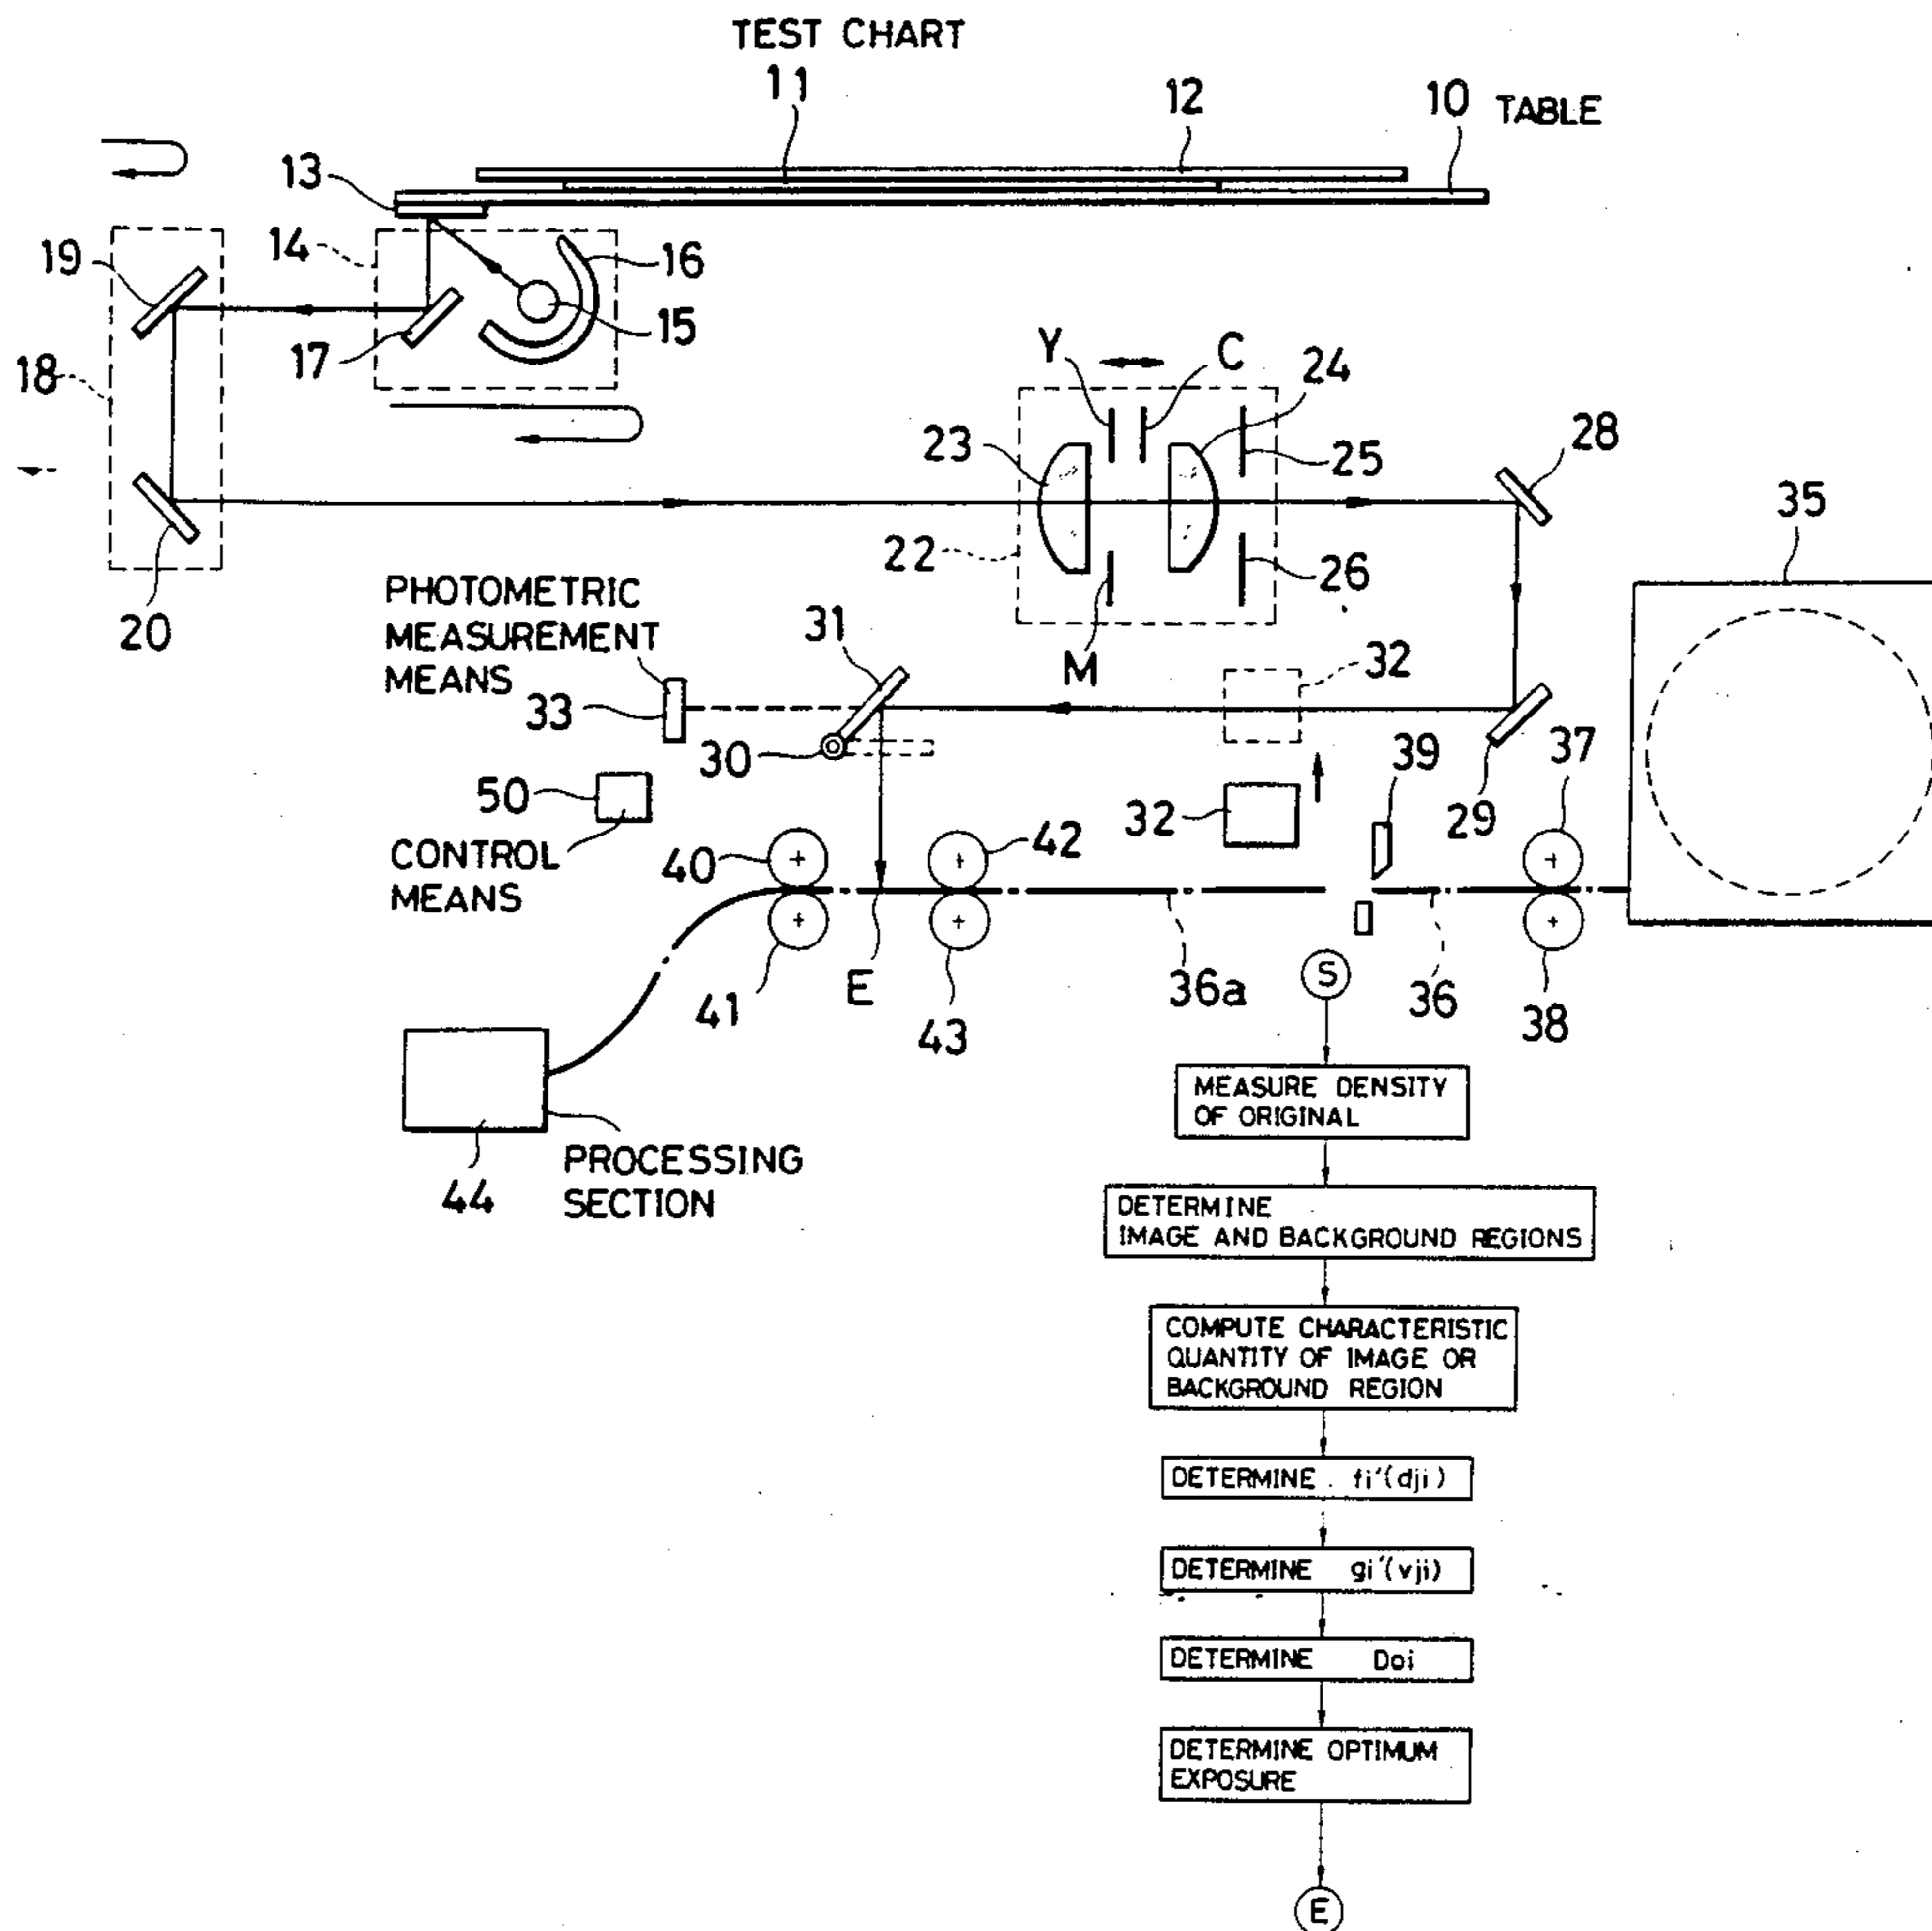 TEST CHART
11
12
10 TABLE
13
14
16
19
15
17
18
Y
C
24
23
25
28
22
26
35
20
PHOTOMETRIC
MEASUREMENT
MEANS
31
M
32
33
30
39
37
50
32
29
CONTROL
MEANS
40
42
E
36a
S
36
41
43
38
MEASURE DENSITY
OF ORIGINAL
PROCESSING
SECTION
44
DETERMINE
IMAGE AND BACKGROUND REGIONS
COMPUTE CHARACTERISTIC
QUANTITY OF IMAGE OR
BACKGROUND REGION
DETERMINE fi'(dji)
DETERMINE gi'(vji)
DETERMINE Doi
DETERMINE OPTIMUM
EXPOSURE
E